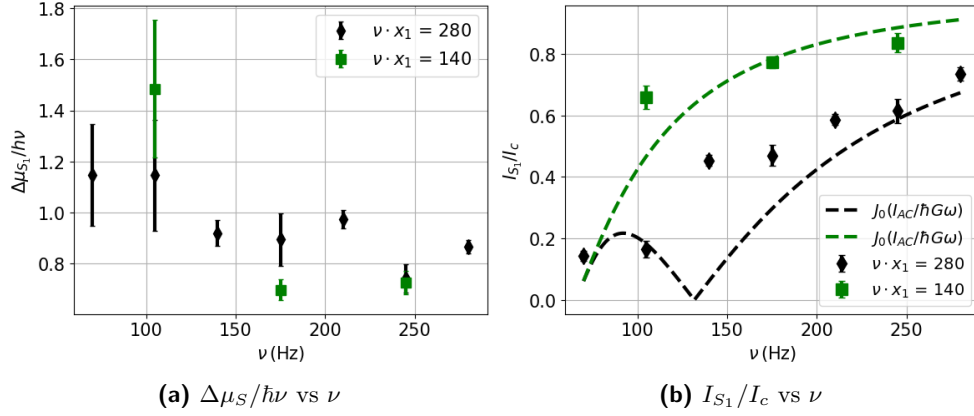 1.8
1.6
1.4
1.2
1.0
0.8
Δμ_{S_1}/hν
100
150
200
250
ν (Hz)
ν · x_1 = 280
ν · x_1 = 140
(a) Δμ_S/ℏν vs ν
1.0
0.8
0.6
0.4
0.2
0.0
I_{S_1}/I_c
100
150
200
250
ν (Hz)
J_0(I_{AC}/ℏGω)
J_0(I_{AC}/ℏGω)
ν · x_1 = 280
ν · x_1 = 140
(b) I_{S_1}/I_c vs ν